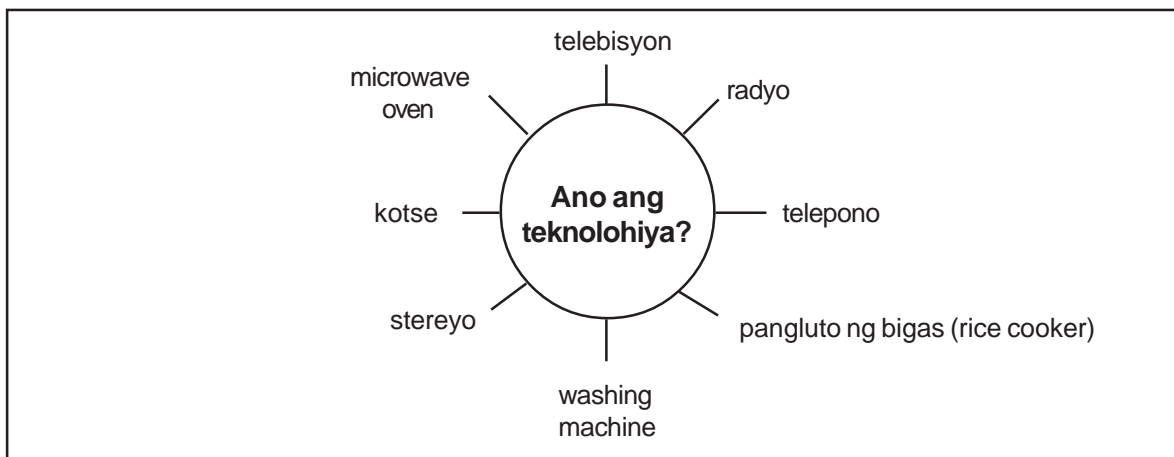 telebisyon
microwave
oven
radyo
Ano ang
teknolohiya?
kotse
telepono
stereyo
pangluto ng bigas (rice cooker)
washing
machine